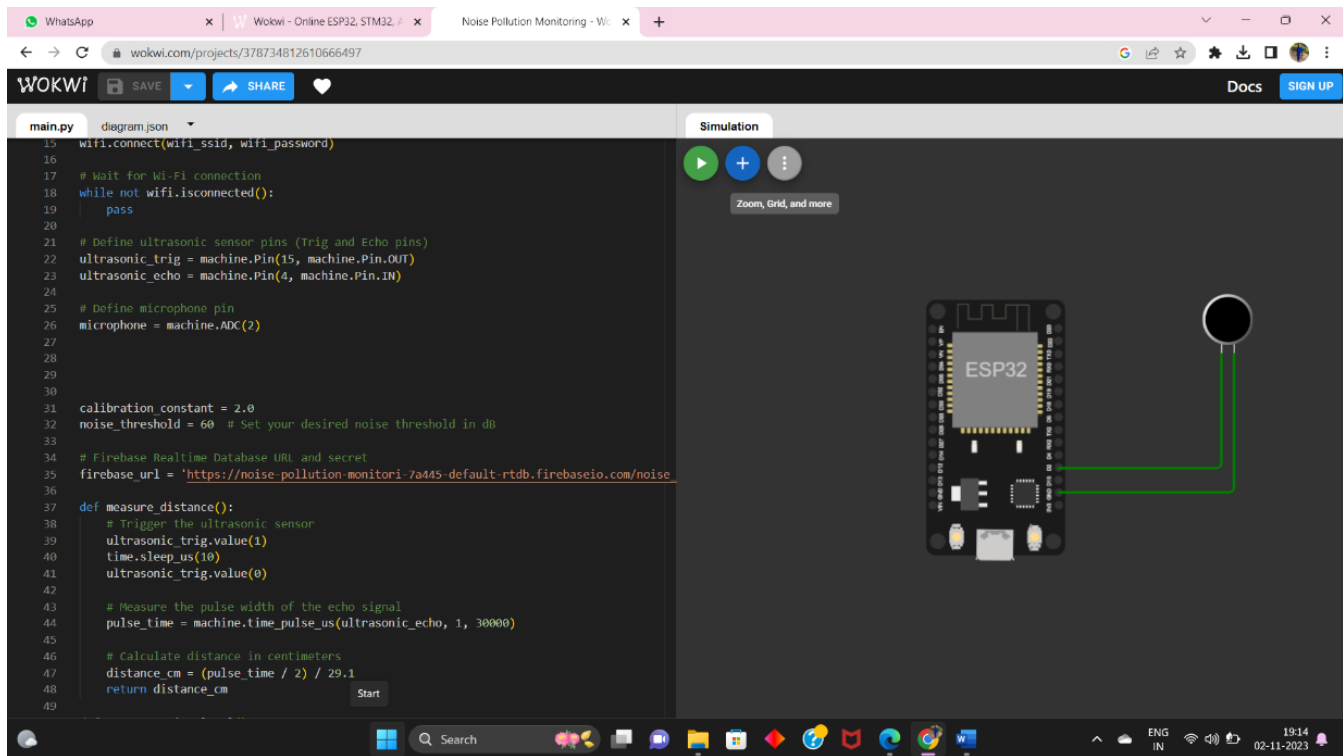 WhatsApp
Wokwi - Online ESP32, STM32, A
Noise Pollution Monitoring - Wo
wokwi.com/projects/378734812610666497
WOKWI SAVE SHARE Docs SIGN UP
main.py diagram.json Simulation
15 wifi.connect(wifi_ssid, wifi_password)
16
17 # Wait for Wi-Fi connection
18 while not wifi.isconnected():
19 pass
20
21 # Define ultrasonic sensor pins (Trig and Echo pins)
22 ultrasonic_trig = machine.Pin(15, machine.Pin.OUT)
23 ultrasonic_echo = machine.Pin(4, machine.Pin.IN)
24
25 # Define microphone pin
26 microphone = machine.ADC(2)
27
28
29
30
31 calibration_constant = 2.0
32 noise_threshold = 60 # Set your desired noise threshold in dB
33
34 # Firebase Realtime Database URL and secret
35 firebase_url = 'https://noise-pollution-monitori-7a445-default-rtdb.firebaseio.com/noise_
36
37 def measure_distance():
38 # Trigger the ultrasonic sensor
39 ultrasonic_trig.value(1)
40 time.sleep_us(10)
41 ultrasonic_trig.value(0)
42
43 # Measure the pulse width of the echo signal
44 pulse_time = machine.time_pulse_us(ultrasonic_echo, 1, 30000)
45
46 # Calculate distance in centimeters
47 distance_cm = (pulse_time / 2) / 29.1
48 return distance_cm
49
Start
Zoom, Grid, and more
ESP32
Search
ENG
IN
19:14
02-11-2023